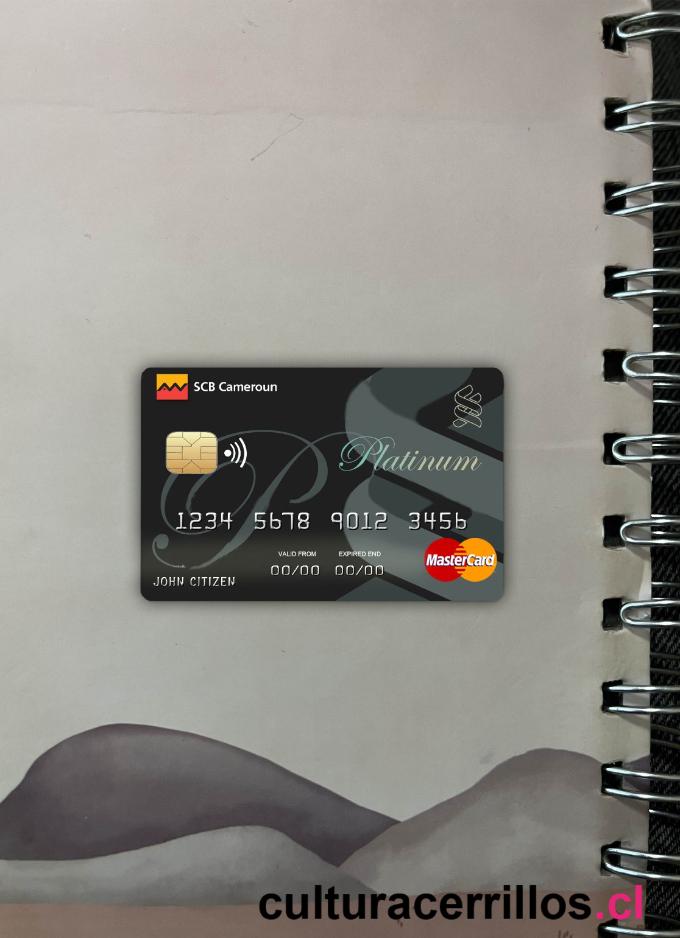 SCB Cameroun
Platinum
1234 5678 9012 3456
VALID FROM EXPIRED END
00/00 00/00
JOHN CITIZEN
MasterCard
culturacerrillos.cl